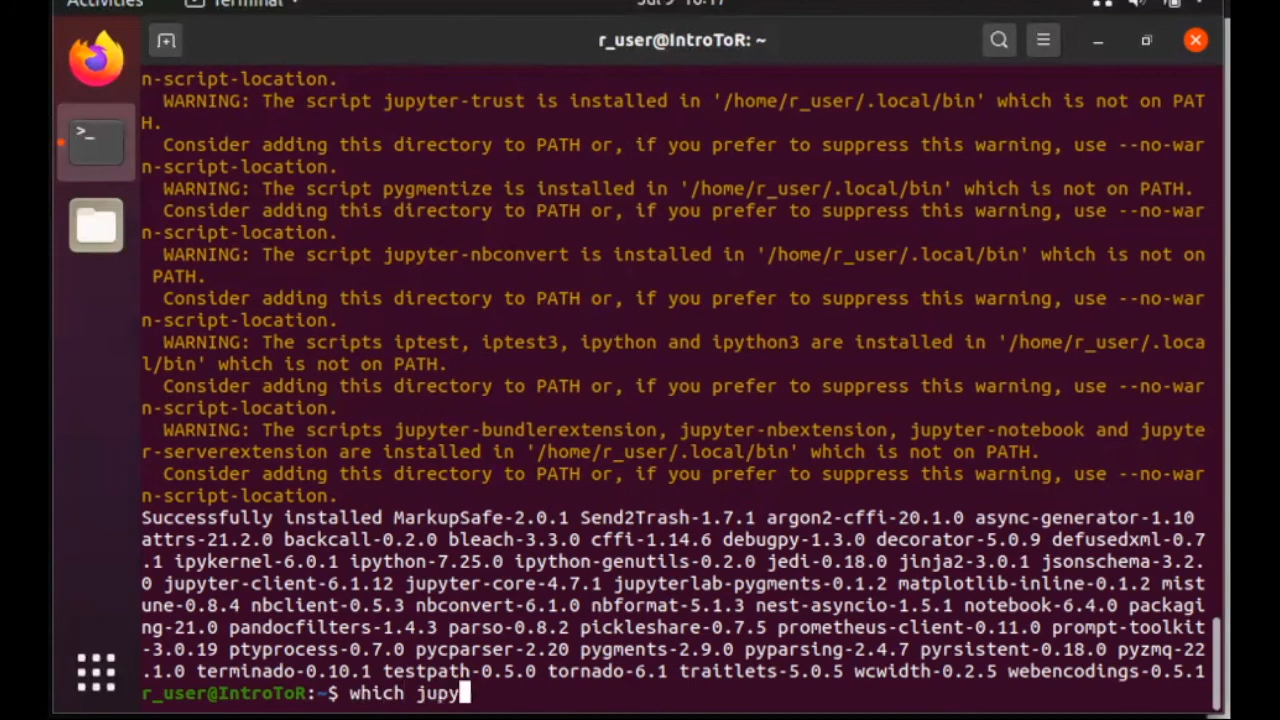 Activities Terminal Jul 9 16:17
r_user@IntroToR: ~
n-script-location.
WARNING: The script jupyter-trust is installed in '/home/r_user/.local/bin' which is not on PAT
H.
Consider adding this directory to PATH or, if you prefer to suppress this warning, use --no-war
n-script-location.
WARNING: The script pygmentize is installed in '/home/r_user/.local/bin' which is not on PATH.
Consider adding this directory to PATH or, if you prefer to suppress this warning, use --no-war
n-script-location.
WARNING: The script jupyter-nbconvert is installed in '/home/r_user/.local/bin' which is not on
PATH.
Consider adding this directory to PATH or, if you prefer to suppress this warning, use --no-war
n-script-location.
WARNING: The scripts iptest, iptest3, ipython and ipython3 are installed in '/home/r_user/.loca
l/bin' which is not on PATH.
Consider adding this directory to PATH or, if you prefer to suppress this warning, use --no-war
n-script-location.
WARNING: The scripts jupyter-bundlerextension, jupyter-nbextension, jupyter-notebook and jupyte
r-serverextension are installed in '/home/r_user/.local/bin' which is not on PATH.
Consider adding this directory to PATH or, if you prefer to suppress this warning, use --no-war
n-script-location.
Successfully installed MarkupSafe-2.0.1 Send2Trash-1.7.1 argon2-cffi-20.1.0 async-generator-1.10
attrs-21.2.0 backcall-0.2.0 bleach-3.3.0 cffi-1.14.6 debugpy-1.3.0 decorator-5.0.9 defusedxml-0.7
.1 ipykernel-6.0.1 ipython-7.25.0 ipython-genutils-0.2.0 jedi-0.18.0 jinja2-3.0.1 jsonschema-3.2.
0 jupyter-client-6.1.12 jupyter-core-4.7.1 jupyterlab-pygments-0.1.2 matplotlib-inline-0.1.2 mist
une-0.8.4 nbclient-0.5.3 nbconvert-6.1.0 nbformat-5.1.3 nest-asyncio-1.5.1 notebook-6.4.0 packagi
ng-21.0 pandocfilters-1.4.3 parso-0.8.2 pickleshare-0.7.5 prometheus-client-0.11.0 prompt-toolkit
-3.0.19 ptyprocess-0.7.0 pycparser-2.20 pygments-2.9.0 pyparsing-2.4.7 pyrsistent-0.18.0 pyzmq-22
.1.0 terminado-0.10.1 testpath-0.5.0 tornado-6.1 traitlets-5.0.5 wcwidth-0.2.5 webencodings-0.5.1
r_user@IntroToR:~$ which jupy